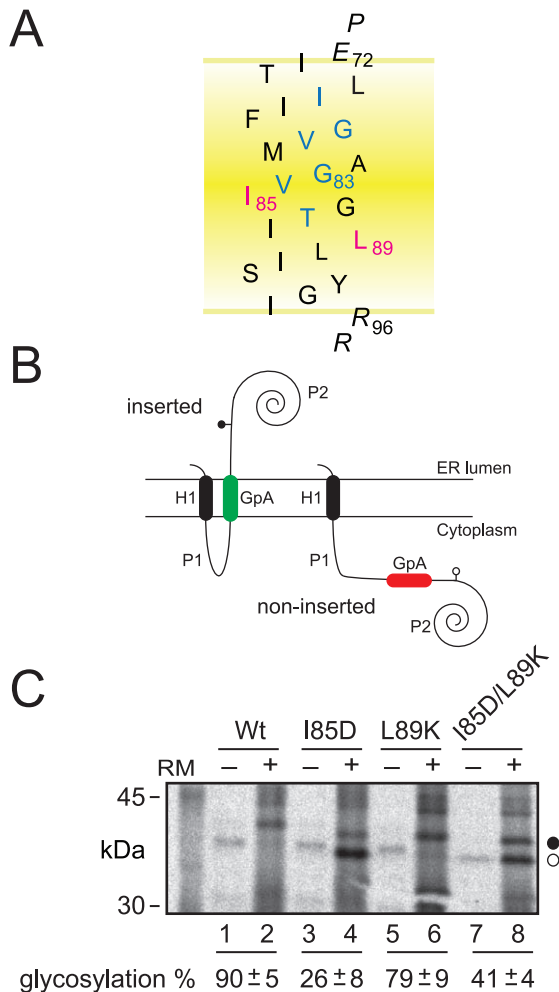 A
P
E72
I
T
L
I
I
F
G
V
M
A
G83
V
I85
G
T
I
L89
L
I
S
Y
G
I
R96
R
B
P2
inserted
ER lumen
H1
GpA
H1
Cytoplasm
P1
P1
GpA
non-inserted
P2
C
Wt I85D L89K I85D/L89K
RM – + – + – + – +
45 –
kDa
30 –
1 2 3 4 5 6 7 8
glycosylation % 90 ± 5 26 ± 8 79 ± 9 41 ± 4